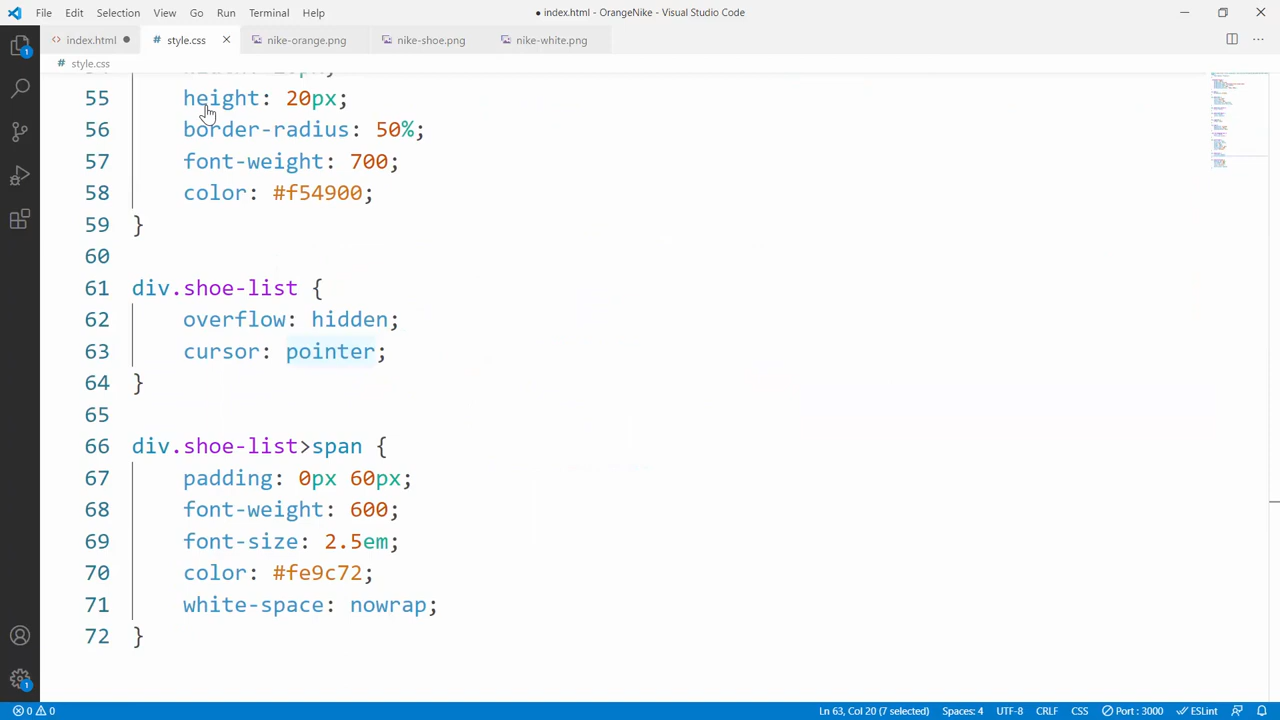 File Edit Selection View Go Run Terminal Help
● index.html - OrangeNike - Visual Studio Code
index.html ● # style.css × nike-orange.png nike-shoe.png nike-white.png
# style.css
55 height: 20px;
56 border-radius: 50%;
57 font-weight: 700;
58 color: #f54900;
59 }
60
61 div.shoe-list {
62 overflow: hidden;
63 cursor: pointer;
64 }
65
66 div.shoe-list>span {
67 padding: 0px 60px;
68 font-weight: 600;
69 font-size: 2.5em;
70 color: #fe9c72;
71 white-space: nowrap;
72 }
1
1
0 0 Ln 63, Col 20 (7 selected) Spaces: 4 UTF-8 CRLF CSS Port : 3000 ESLint